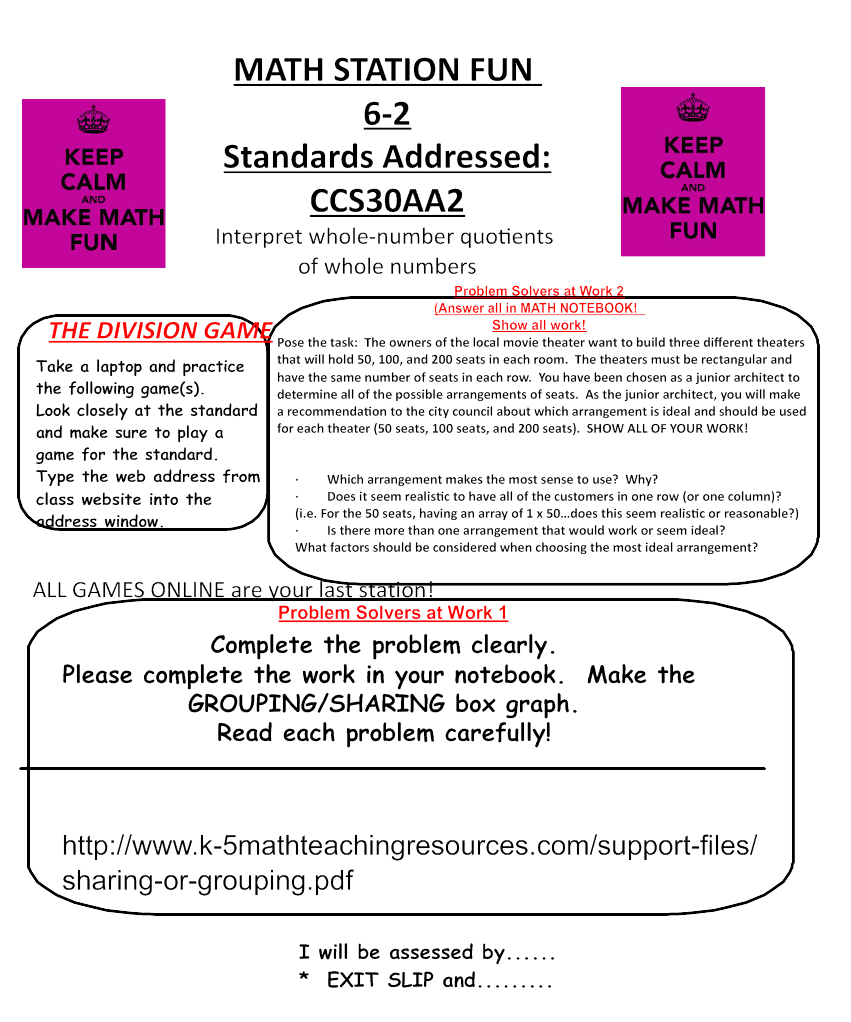 MATH STATION FUN
6-2
Standards Addressed:
CCS30AA2
Interpret whole-number quotients
of whole numbers
KEEP
CALM
AND
MAKE MATH
FUN
KEEP
CALM
AND
MAKE MATH
FUN
THE DIVISION GAME
Take a laptop and practice
the following game(s).
Look closely at the standard
and make sure to play a
game for the standard.
Type the web address from
class website into the
address window.
Problem Solvers at Work 2
(Answer all in MATH NOTEBOOK!
Show all work!
Pose the task:  The owners of the local movie theater want to build three different theaters
that will hold 50, 100, and 200 seats in each room.  The theaters must be rectangular and
have the same number of seats in each row.  You have been chosen as a junior architect to
determine all of the possible arrangements of seats.  As the junior architect, you will make
a recommendation to the city council about which arrangement is ideal and should be used
for each theater (50 seats, 100 seats, and 200 seats).  SHOW ALL OF YOUR WORK!
· Which arrangement makes the most sense to use?  Why?
· Does it seem realistic to have all of the customers in one row (or one column)?
(i.e. For the 50 seats, having an array of 1 x 50…does this seem realistic or reasonable?)
· Is there more than one arrangement that would work or seem ideal?
What factors should be considered when choosing the most ideal arrangement?
ALL GAMES ONLINE are your last station!
Problem Solvers at Work 1
Complete the problem clearly.
Please complete the work in your notebook.  Make the
GROUPING/SHARING box graph.
Read each problem carefully!
http://www.k-5mathteachingresources.com/support-files/
sharing-or-grouping.pdf
I will be assessed by......
*  EXIT SLIP and.........